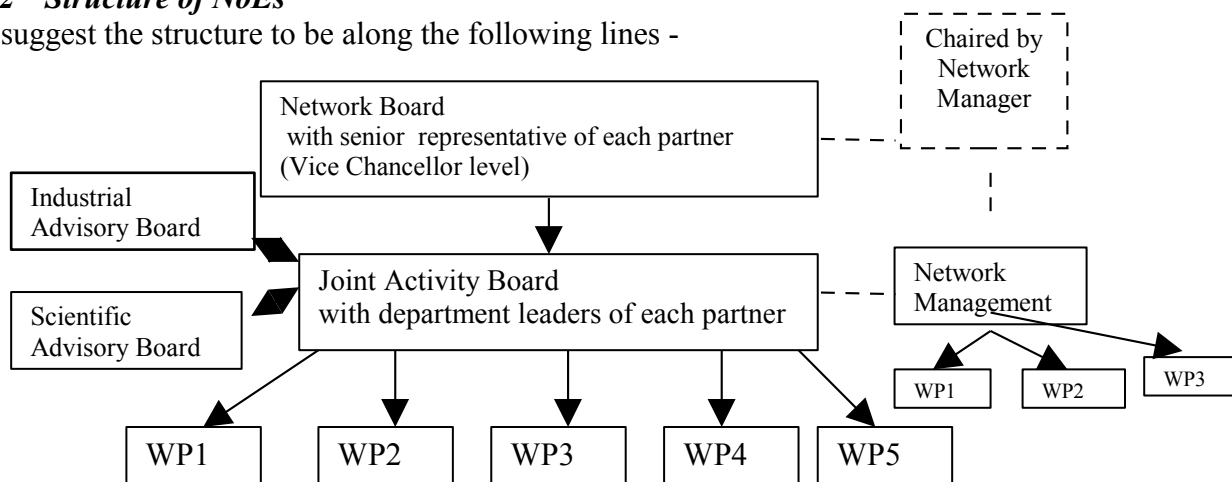 2 Structure of NoEs
suggest the structure to be along the following lines -
Chaired by
Network
Manager
Network Board
with senior representative of each partner
(Vice Chancellor level)
Industrial
Advisory Board
Joint Activity Board
with department leaders of each partner
Network
Management
Scientific
Advisory Board
WP1
WP2
WP3
WP1
WP2
WP3
WP4
WP5